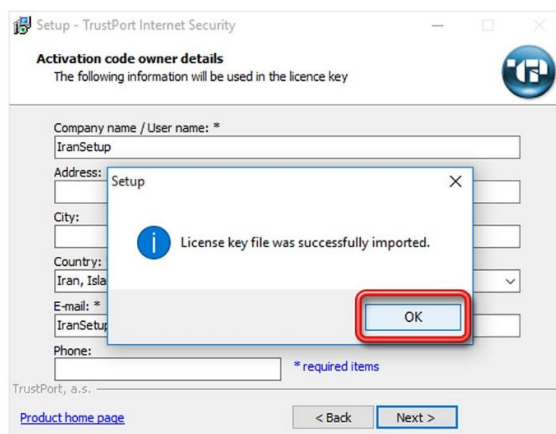 Setup - TrustPort Internet Security
Activation code owner details
The following information will be used in the licence key
Company name / User name: *
IranSetup
Address:
Setup
License key file was successfully imported.
OK
City:
Country:
Iran, Isla
E-mail: *
IranSetup
Phone:
* required items
TrustPort, a.s.
Product home page
< Back
Next >